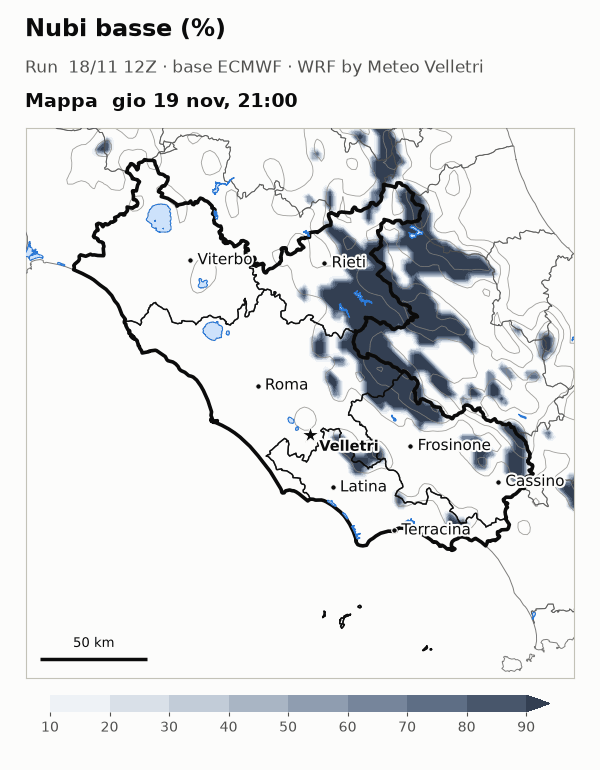 Nubi basse (%)
Run  18/11 12Z · base ECMWF · WRF by Meteo Velletri
Mappa  gio 19 nov, 21:00
Viterbo
Rieti
Roma
Velletri
Frosinone
Latina
Cassino
Terracina
50 km
10 20 30 40 50 60 70 80 90